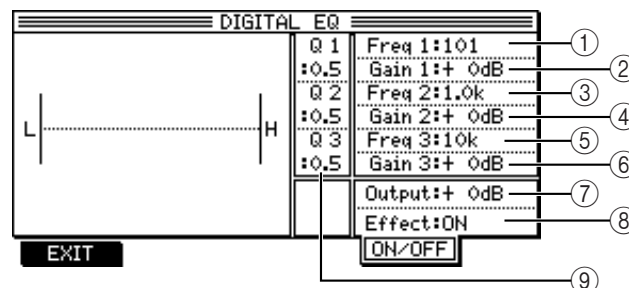 DIGITAL EQ
Q 1 Freq 1:101 ①
:0.5 Gain 1:+ 0dB ②
Q 2 Freq 2:1.0k ③
:0.5 Gain 2:+ 0dB ④
L H Q 3 Freq 3:10k ⑤
:0.5 Gain 3:+ 0dB ⑥
Output:+ 0dB ⑦
Effect:ON ⑧
EXIT ON/OFF
⑨